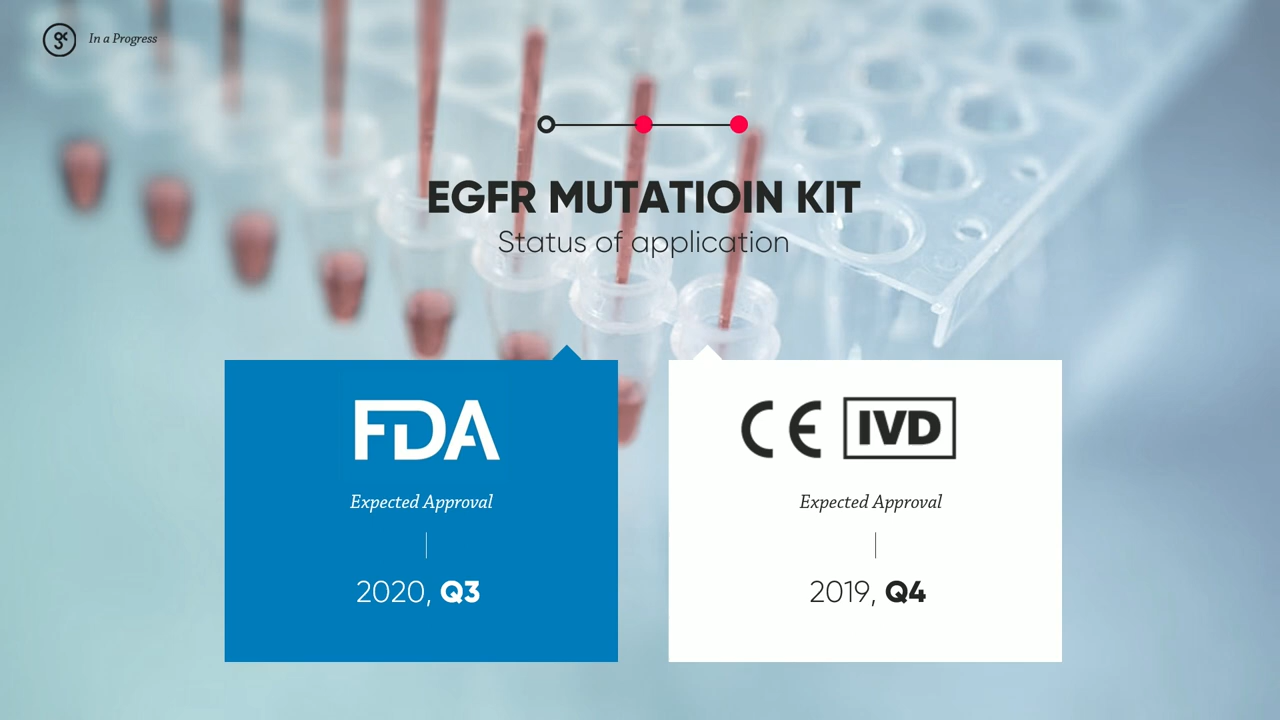 In a Progress
EGFR MUTATIOIN KIT
Status of application
FDA
Expected Approval
2020, Q3
CE IVD
Expected Approval
2019, Q4